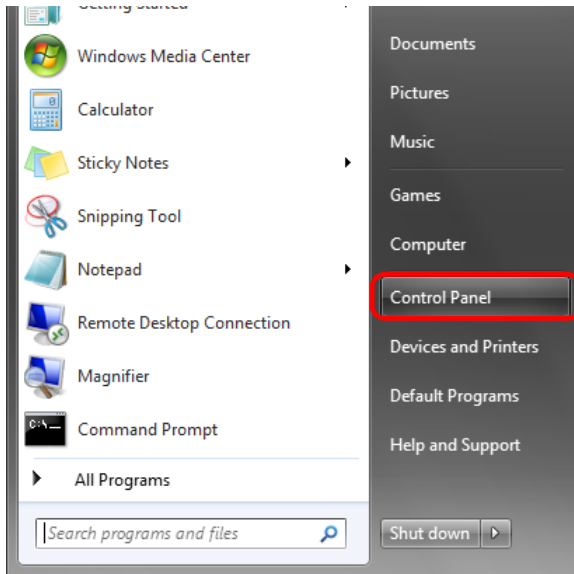 Getting Started
Windows Media Center
Calculator
Sticky Notes
Snipping Tool
Notepad
Remote Desktop Connection
Magnifier
C:\
Command Prompt
All Programs
Search programs and files
Documents
Pictures
Music
Games
Computer
Control Panel
Devices and Printers
Default Programs
Help and Support
Shut down